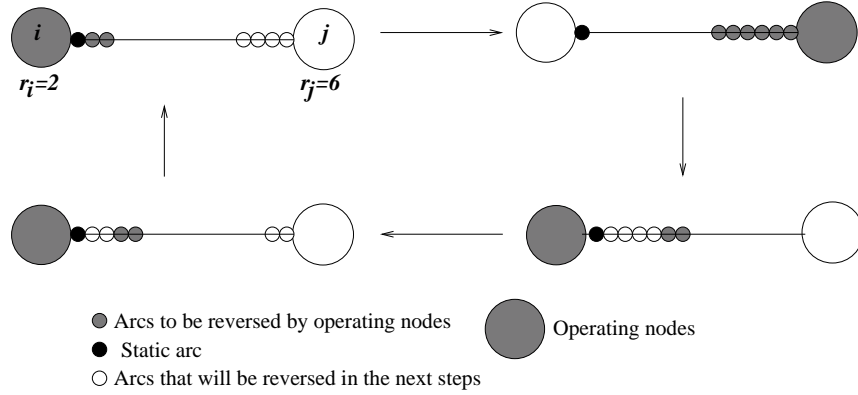 i
j
r_i=2
r_j=6
Arcs to be reversed by operating nodes
Operating nodes
Static arc
Arcs that will be reversed in the next steps